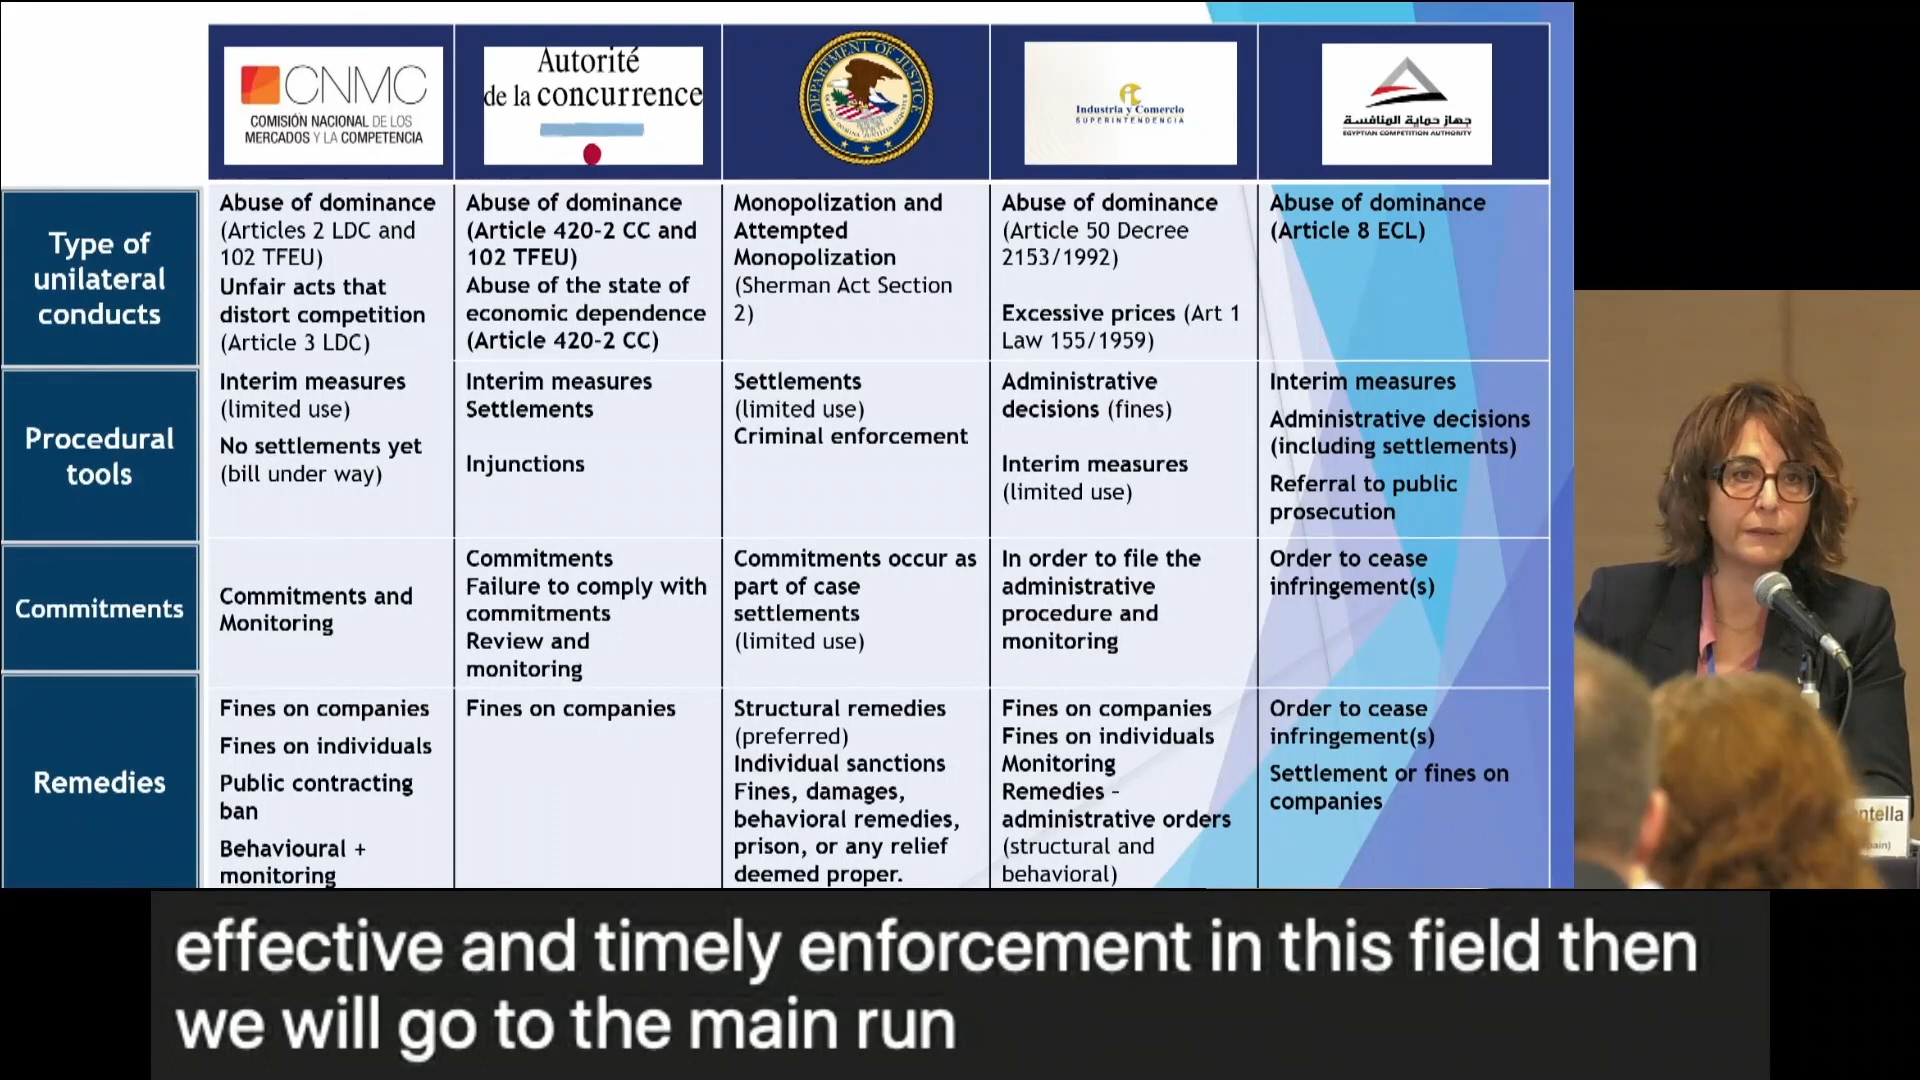 CNMC
COMISIÓN NACIONAL DE LOS
MERCADOS Y LA COMPETENCIA
Autorité
de la concurrence
DEPARTMENT OF JUSTICE
Industria y Comercio
SUPERINTENDENCIA
جهاز حماية المنافسة
EGYPTIAN COMPETITION AUTHORITY
Type of
unilateral
conducts
Abuse of dominance
(Articles 2 LDC and
102 TFEU)
Unfair acts that
distort competition
(Article 3 LDC)
Abuse of dominance
(Article 420-2 CC and
102 TFEU)
Abuse of the state of
economic dependence
(Article 420-2 CC)
Monopolization and
Attempted
Monopolization
(Sherman Act Section
2)
Abuse of dominance
(Article 50 Decree
2153/1992)
Excessive prices (Art 1
Law 155/1959)
Abuse of dominance
(Article 8 ECL)
Procedural
tools
Interim measures
(limited use)
No settlements yet
(bill under way)
Interim measures
Settlements
Injunctions
Settlements
(limited use)
Criminal enforcement
Administrative
decisions (fines)
Interim measures
(limited use)
Interim measures
Administrative decisions
(including settlements)
Referral to public
prosecution
Commitments
Commitments and
Monitoring
Commitments
Failure to comply with
commitments
Review and
monitoring
Commitments occur as
part of case
settlements
(limited use)
In order to file the
administrative
procedure and
monitoring
Order to cease
infringement(s)
Remedies
Fines on companies
Fines on individuals
Public contracting
ban
Behavioural +
monitoring
Fines on companies
Structural remedies
(preferred)
Individual sanctions
Fines, damages,
behavioral remedies,
prison, or any relief
deemed proper.
Fines on companies
Fines on individuals
Monitoring
Remedies –
administrative orders
(structural and
behavioral)
Order to cease
infringement(s)
Settlement or fines on
companies
ntella
pain)
effective and timely enforcement in this field then
we will go to the main run